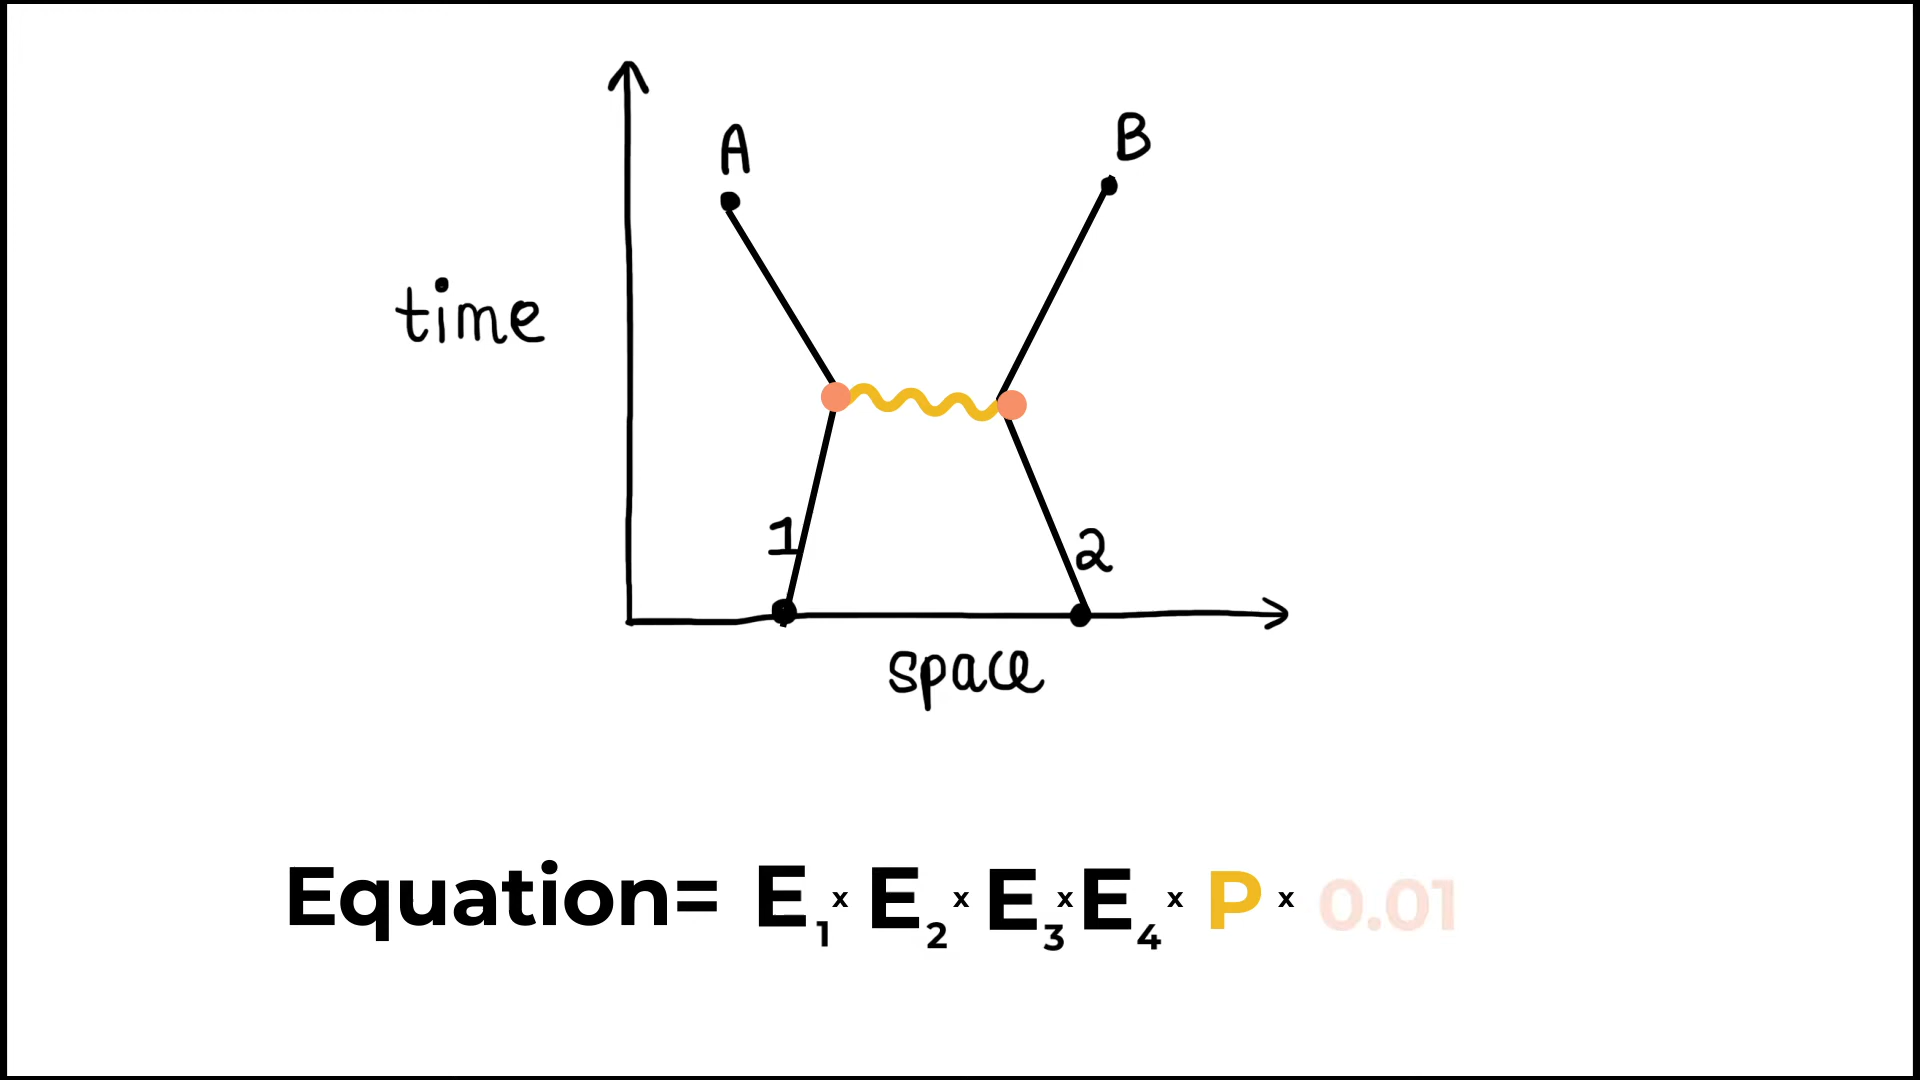 A
B
time
1
2
space
Equation= E₁ x E₂ x E₃ x E₄ x P x 0.01